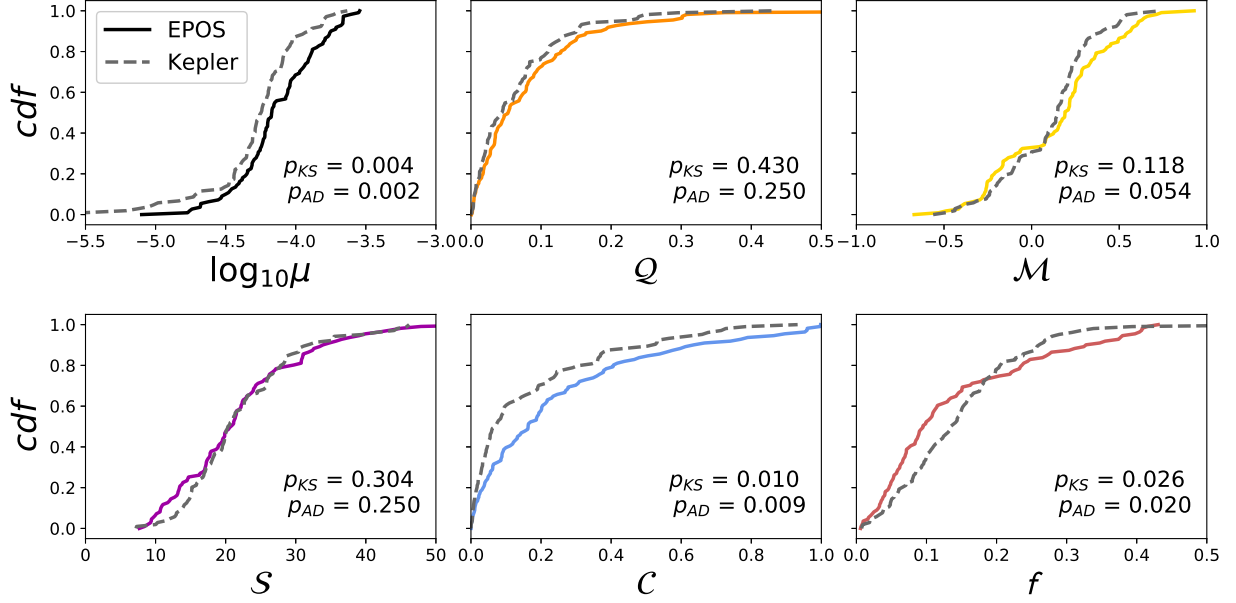 EPOS
Kepler
cdf
1.0
0.8
0.6
0.4
0.2
0.0
p_KS = 0.004
p_AD = 0.002
−5.5 −5.0 −4.5 −4.0 −3.5 −3.0
log₁₀μ
p_KS = 0.430
p_AD = 0.250
0.0 0.1 0.2 0.3 0.4 0.5
𝒬
p_KS = 0.118
p_AD = 0.054
−1.0 −0.5 0.0 0.5 1.0
ℳ
cdf
1.0
0.8
0.6
0.4
0.2
0.0
p_KS = 0.304
p_AD = 0.250
0 10 20 30 40 50
𝒮
p_KS = 0.010
p_AD = 0.009
0.0 0.2 0.4 0.6 0.8 1.0
𝒞
p_KS = 0.026
p_AD = 0.020
0.0 0.1 0.2 0.3 0.4 0.5
f